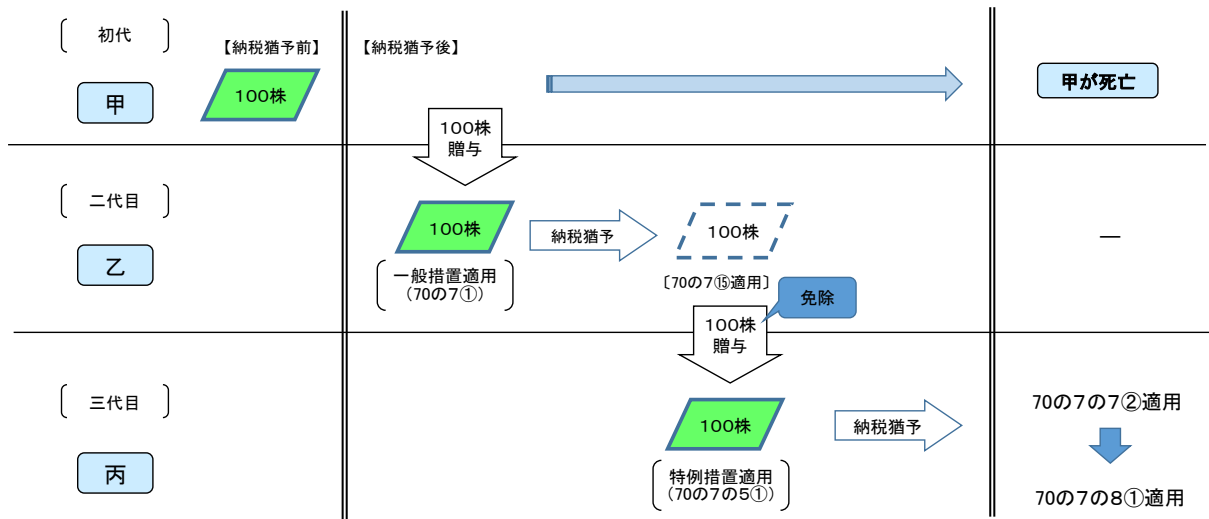 初代
【納税猶予前】
【納税猶予後】
甲
100株
甲が死亡
100株
贈与
二代目
乙
100株
納税猶予
100株
―
一般措置適用
(70の7①)
〔70の7⑮適用〕
免除
100株
贈与
三代目
丙
100株
納税猶予
特例措置適用
(70の7の5①)
70の7の7②適用
70の7の8①適用